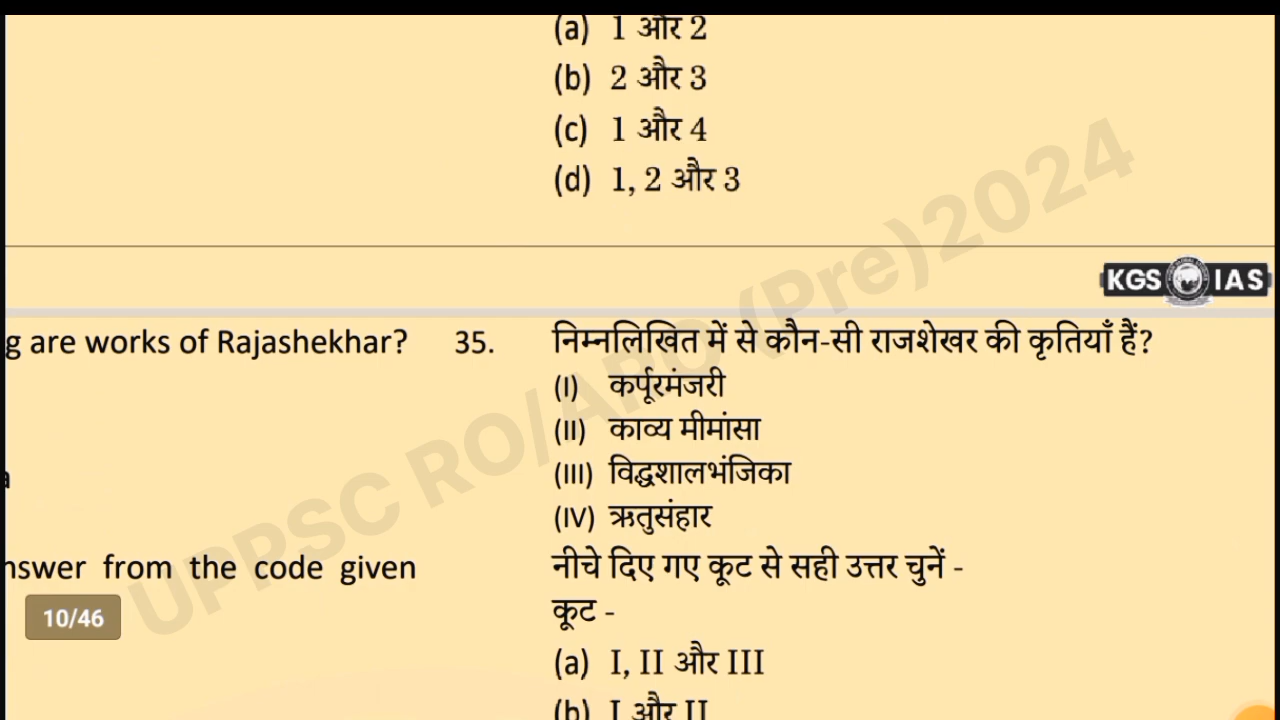 (a) 1 और 2
(b) 2 और 3
(c) 1 और 4
(d) 1, 2 और 3
KGS IAS
g are works of Rajashekhar?
35. निम्नलिखित में से कौन-सी राजशेखर की कृतियाँ हैं?
(I) कर्पूरमंजरी
(II) काव्य मीमांसा
(III) विद्धशालभंजिका
(IV) ऋतुसंहार
nswer from the code given
नीचे दिए गए कूट से सही उत्तर चुनें -
कूट -
(a) I, II और III
(b) I और II
10/46
UPPSC RO/ARO (Pre)2024